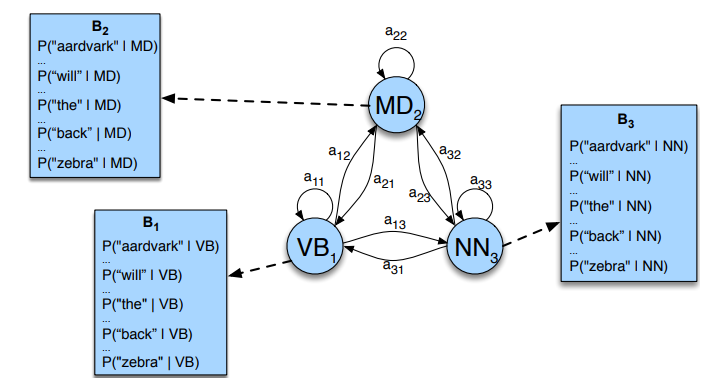 B2
P("aardvark" | MD)
...
P(“will” | MD)
...
P("the" | MD)
...
P(“back” | MD)
...
P("zebra" | MD)
B1
P("aardvark" | VB)
...
P(“will” | VB)
...
P("the" | VB)
...
P(“back” | VB)
...
P("zebra" | VB)
a22
MD2
a12
a21
a32
a23
a11
VB1
a13
a31
a33
NN3
B3
P("aardvark" | NN)
...
P(“will” | NN)
...
P("the" | NN)
...
P(“back” | NN)
...
P("zebra" | NN)